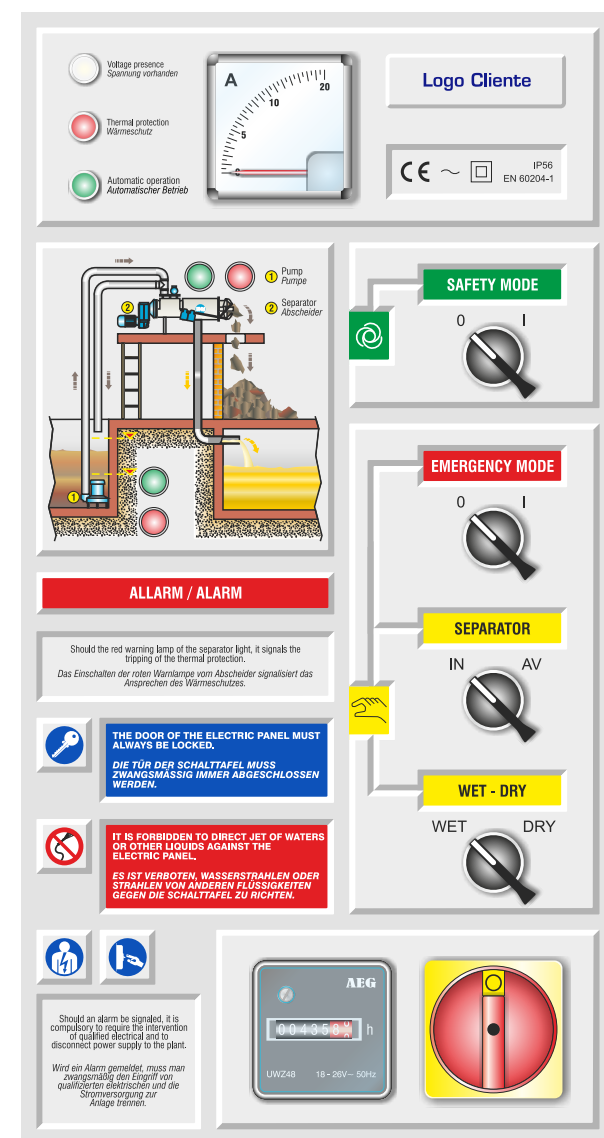 Voltage presence
Spannung vorhanden
Thermal protection
Wärmeschutz
Automatic operation
Automatischer Betrieb
A
0
5
10
20
Logo Cliente
CE ~
IP56
EN 60204-1
1 Pump
Pumpe
2 Separator
Abscheider
2
1
SAFETY MODE
0 I
EMERGENCY MODE
0 I
SEPARATOR
IN AV
WET - DRY
WET DRY
ALLARM / ALARM
Should the red warning lamp of the separator light, it signals the
tripping of the thermal protection.
Das Einschalten der roten Warnlampe vom Abscheider signalisiert das
Ansprechen des Wärmeschutzes.
THE DOOR OF THE ELECTRIC PANEL MUST
ALWAYS BE LOCKED.
DIE TÜR DER SCHALTTAFEL MUSS
ZWANGSMÄSSIG IMMER ABGESCHLOSSEN
WERDEN.
IT IS FORBIDDEN TO DIRECT JET OF WATERS
OR OTHER LIQUIDS AGAINST THE
ELECTRIC PANEL.
ES IST VERBOTEN, WASSERSTRAHLEN ODER
STRAHLEN VON ANDEREN FLÜSSIGKEITEN
GEGEN DIE SCHALTTAFEL ZU RICHTEN.
Should an alarm be signaled, it is
compulsory to require the intervention
of qualified electrical and to
disconnect power supply to the plant.
Wird ein Alarm gemeldet, muss man
zwangsmäßig den Eingriff von
qualifizierten elektrischen und die
Stromversorgung zur
Anlage trennen.
AEG
004358 h
UWZ48 18 - 26V~ 50Hz